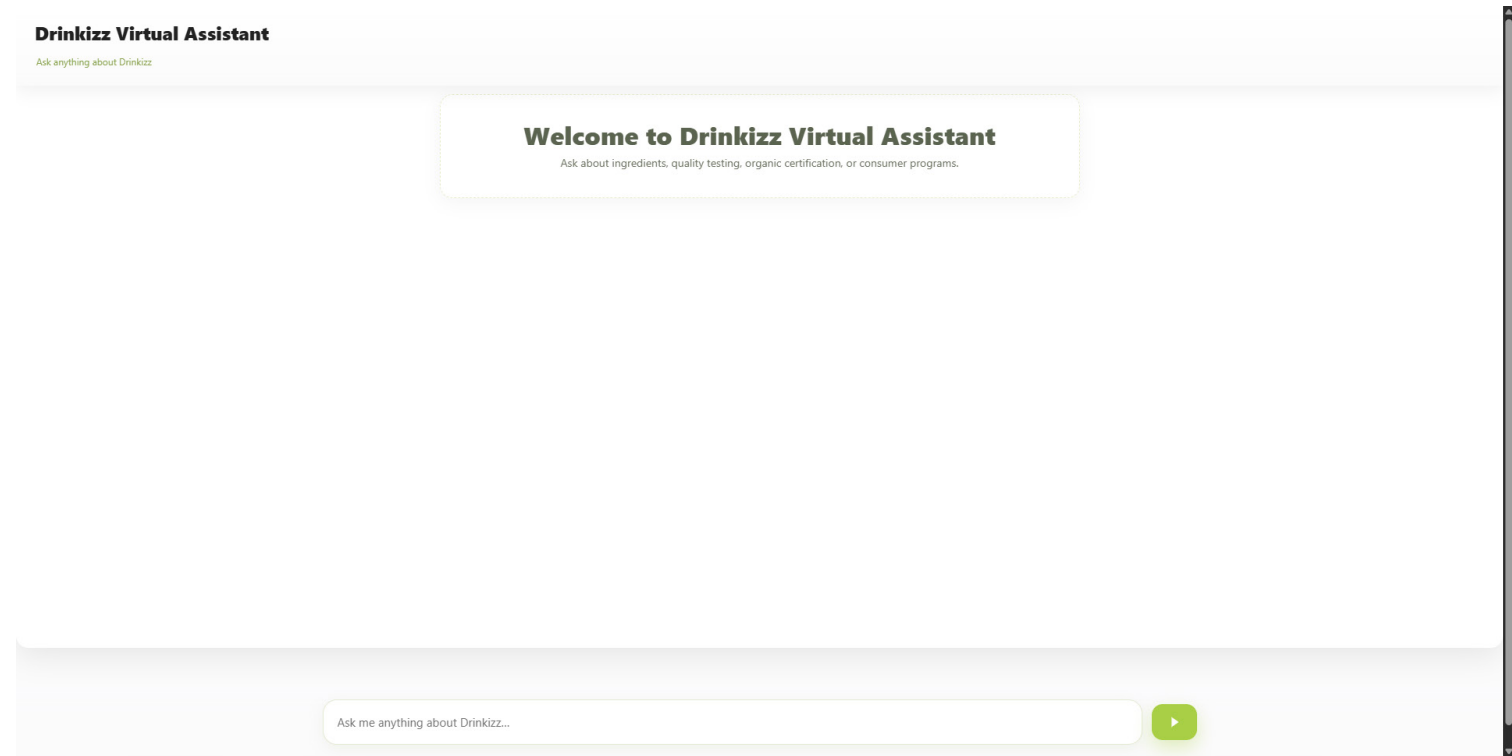 Drinkizz Virtual Assistant
Ask anything about Drinkizz
Welcome to Drinkizz Virtual Assistant
Ask about ingredients, quality testing, organic certification, or consumer programs.
Ask me anything about Drinkizz...